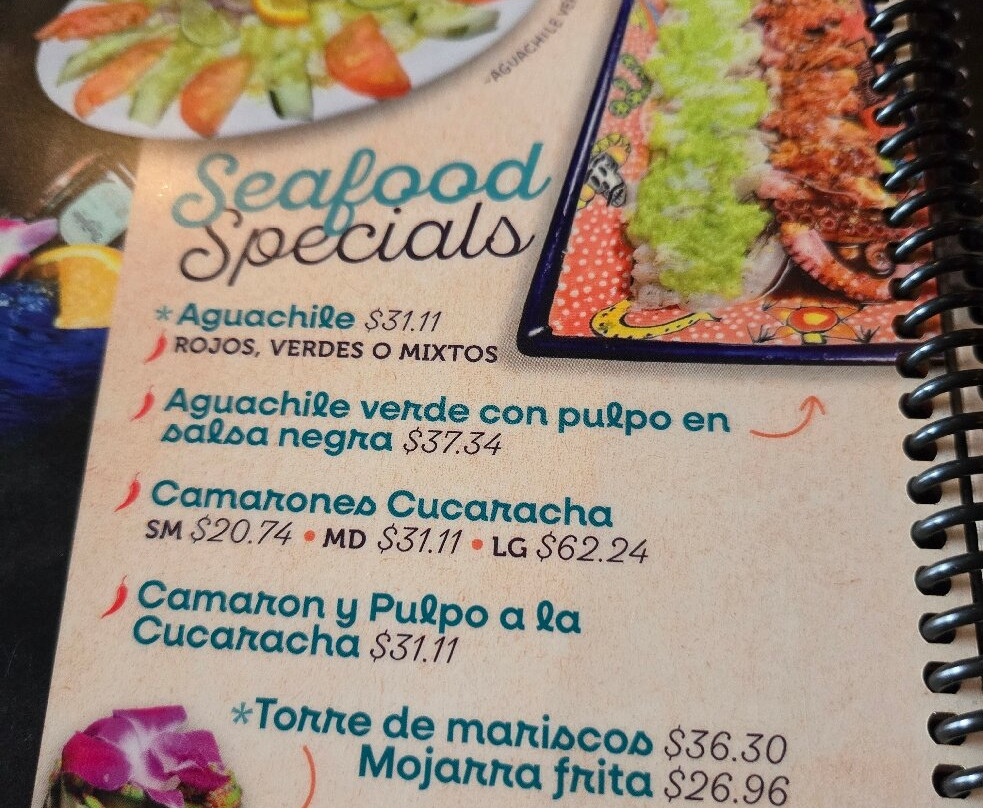 AGUACHILE
Seafood
Specials
*Aguachile $31.11
ROJOS, VERDES O MIXTOS
Aguachile verde con pulpo en
salsa negra $37.34
Camarones Cucaracha
SM $20.74 • MD $31.11 • LG $62.24
Camaron y Pulpo a la
Cucaracha $31.11
*Torre de mariscos $36.30
Mojarra frita $26.96